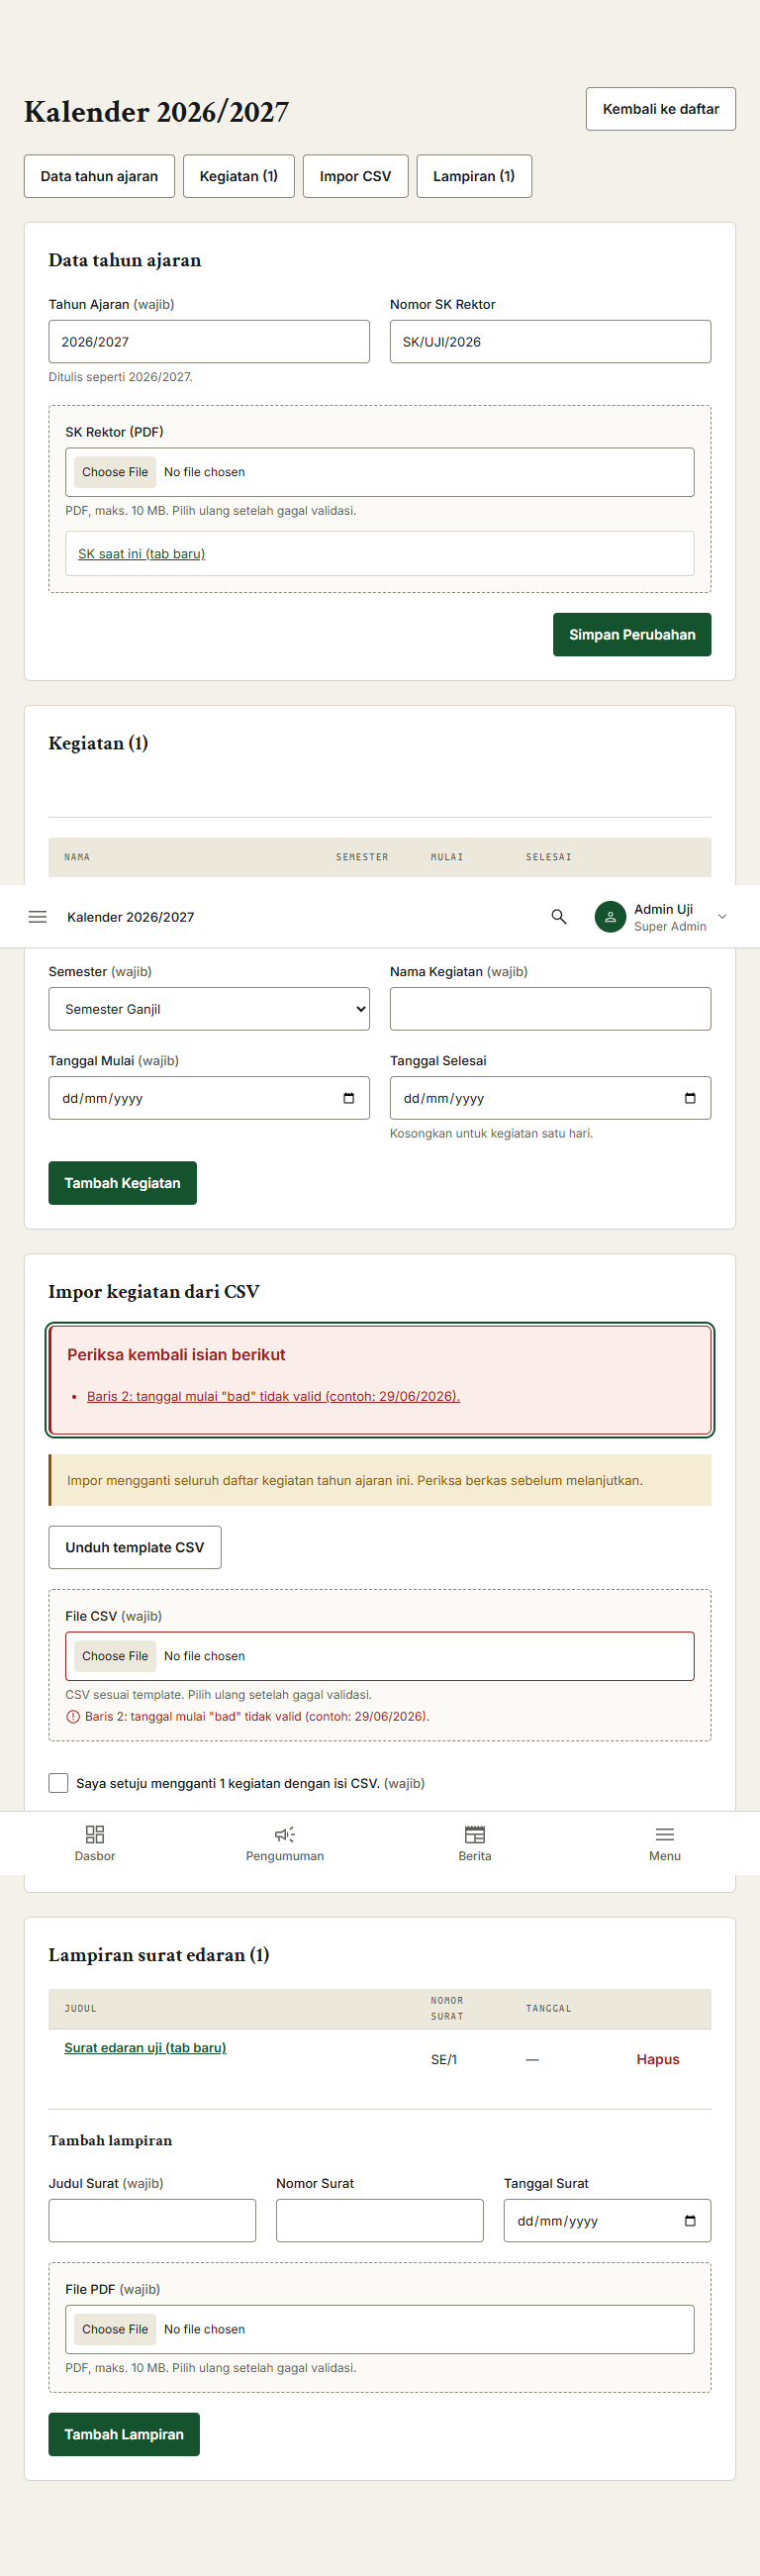 Kalender 2026/2027
Kembali ke daftar
Data tahun ajaran
Kegiatan (1)
Impor CSV
Lampiran (1)
Data tahun ajaran
Tahun Ajaran (wajib)
Nomor SK Rektor
2026/2027
SK/UJI/2026
Ditulis seperti 2026/2027.
SK Rektor (PDF)
Choose File No file chosen
PDF, maks. 10 MB. Pilih ulang setelah gagal validasi.
SK saat ini (tab baru)
Simpan Perubahan
Kegiatan (1)
NAMA SEMESTER MULAI SELESAI
Kalender 2026/2027
Admin Uji
Super Admin
Semester (wajib)
Nama Kegiatan (wajib)
Semester Ganjil
Tanggal Mulai (wajib)
Tanggal Selesai
dd/mm/yyyy
dd/mm/yyyy
Kosongkan untuk kegiatan satu hari.
Tambah Kegiatan
Impor kegiatan dari CSV
Periksa kembali isian berikut
Baris 2: tanggal mulai "bad" tidak valid (contoh: 29/06/2026).
Impor mengganti seluruh daftar kegiatan tahun ajaran ini. Periksa berkas sebelum melanjutkan.
Unduh template CSV
File CSV (wajib)
Choose File No file chosen
CSV sesuai template. Pilih ulang setelah gagal validasi.
Baris 2: tanggal mulai "bad" tidak valid (contoh: 29/06/2026).
Saya setuju mengganti 1 kegiatan dengan isi CSV. (wajib)
Dasbor
Pengumuman
Berita
Menu
Lampiran surat edaran (1)
JUDUL
NOMOR
SURAT
TANGGAL
Surat edaran uji (tab baru)
SE/1
—
Hapus
Tambah lampiran
Judul Surat (wajib)
Nomor Surat
Tanggal Surat
dd/mm/yyyy
File PDF (wajib)
Choose File No file chosen
PDF, maks. 10 MB. Pilih ulang setelah gagal validasi.
Tambah Lampiran